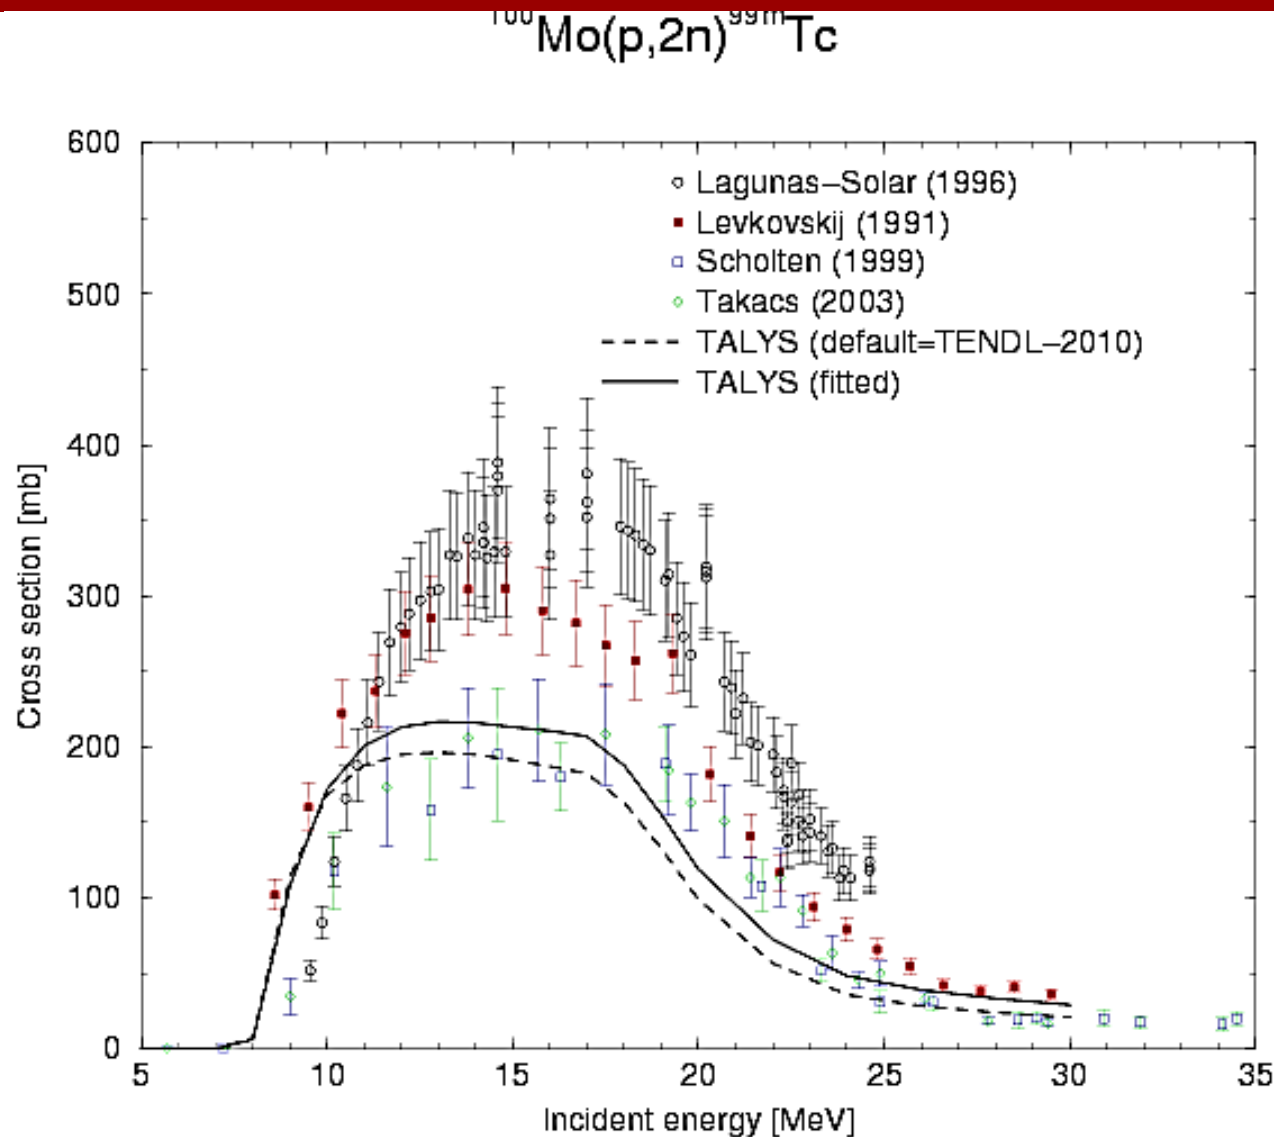 100Mo(p,2n)99mTc
600
500
400
300
200
100
0
Cross section [mb]
Lagunas−Solar (1996)
Levkovskij (1991)
Scholten (1999)
Takacs (2003)
TALYS (default=TENDL−2010)
TALYS (fitted)
5 10 15 20 25 30 35
Incident energy [MeV]